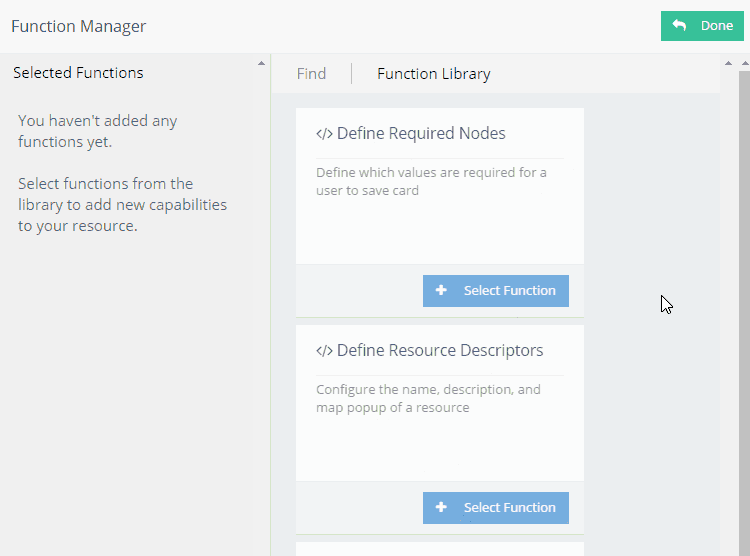 Function Manager
Done
Selected Functions
You haven't added any
functions yet.
Select functions from the
library to add new capabilities
to your resource.
Find
Function Library
</> Define Required Nodes
Define which values are required for a
user to save card
Select Function
</> Define Resource Descriptors
Configure the name, description, and
map popup of a resource
Select Function